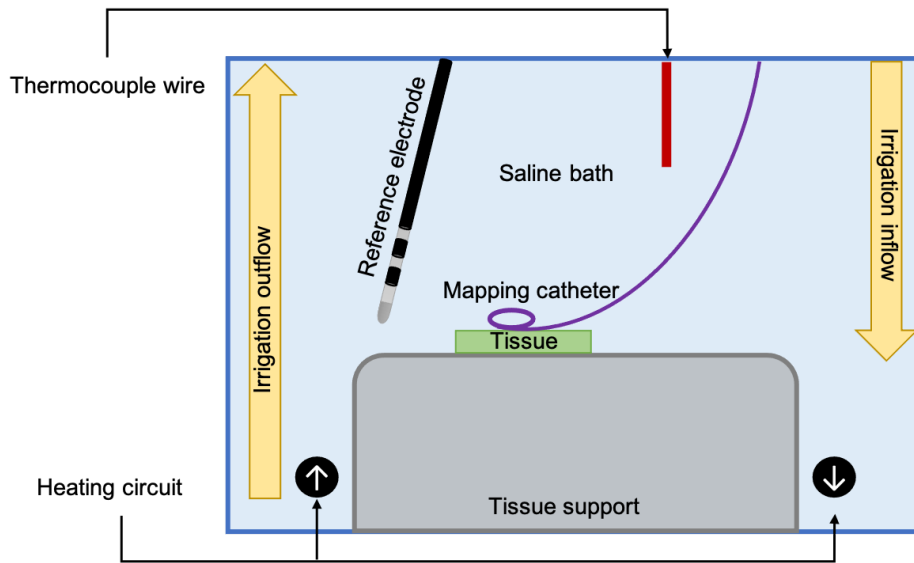 Thermocouple wire
Reference electrode
Saline bath
Irrigation inflow
Irrigation outflow
Mapping catheter
Tissue
Heating circuit
Tissue support